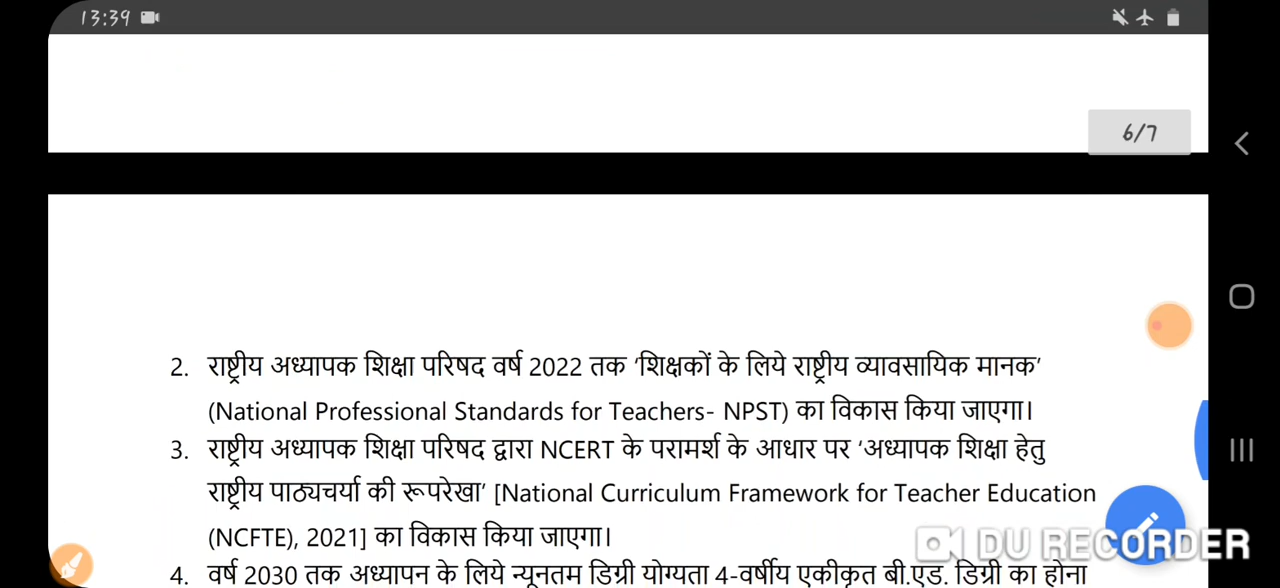 13:39
6/7
2. राष्ट्रीय अध्यापक शिक्षा परिषद वर्ष 2022 तक ‘शिक्षकों के लिये राष्ट्रीय व्यावसायिक मानक’
(National Professional Standards for Teachers- NPST) का विकास किया जाएगा।
3. राष्ट्रीय अध्यापक शिक्षा परिषद द्वारा NCERT के परामर्श के आधार पर ‘अध्यापक शिक्षा हेतु
राष्ट्रीय पाठ्यचर्या की रूपरेखा’ [National Curriculum Framework for Teacher Education
(NCFTE), 2021] का विकास किया जाएगा।
DU RECORDER
4. वर्ष 2030 तक अध्यापन के लिये न्यूनतम डिग्री योग्यता 4-वर्षीय एकीकृत बी.एड. डिग्री का होना